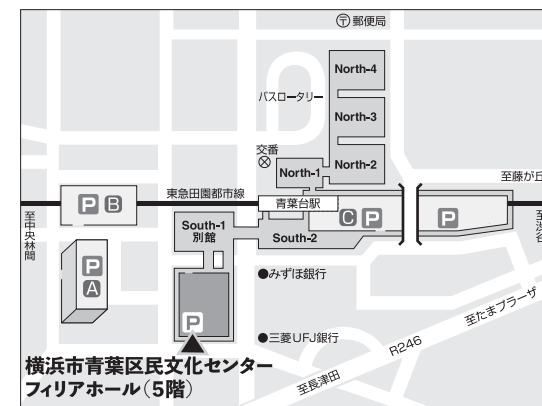 〒郵便局
North-4
バスロータリー
North-3
交番
North-2
North-1
至藤が丘
東急田園都市線
青葉台駅
P B
C P
P
至中央林間
至渋谷
South-1
別館
South-2
P
A
●みずほ銀行
P
●三菱UFJ銀行
至たまプラーザ
R246
至長津田
横浜市青葉区民文化センター
フィリアホール（5階）